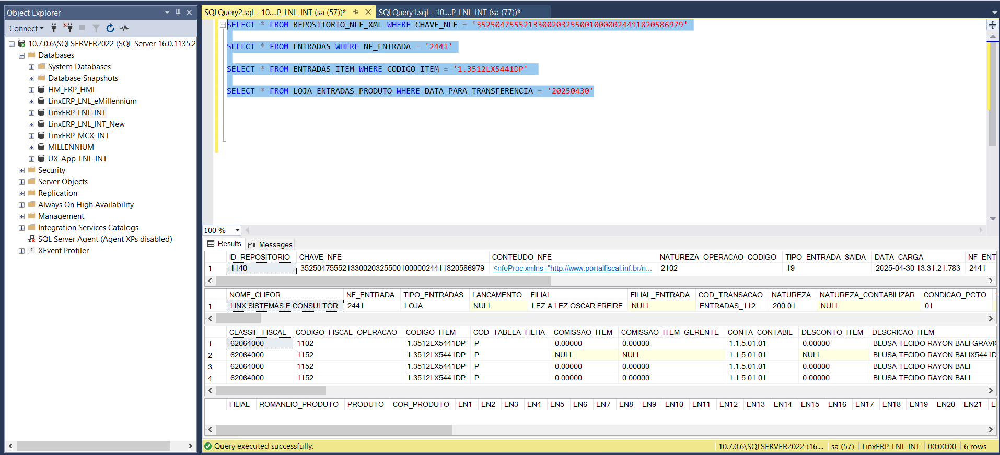 Object Explorer
Connect
10.7.0.6\SQLSERVER2022 (SQL Server 16.0.1135.2
Databases
System Databases
Database Snapshots
HM_ERP_HML
LinxERP_LNL_eMillennium
LinxERP_LNL_INT
LinxERP_LNL_INT_New
LinxERP_MCX_INT
MILLENNIUM
UX-App-LNL-INT
Security
Server Objects
Replication
Always On High Availability
Management
Integration Services Catalogs
SQL Server Agent (Agent XPs disabled)
XEvent Profiler
SQLQuery2.sql - 10....P_LNL_INT (sa (57))* SQLQuery1.sql - 10....P_LNL_INT (sa (77))*
SELECT * FROM REPOSITORIO_NFE_XML WHERE CHAVE_NFE = '35250475552133002032550010000024411820586979'
SELECT * FROM ENTRADAS WHERE NF_ENTRADA = '2441'
SELECT * FROM ENTRADAS_ITEM WHERE CODIGO_ITEM = '1.3512LX5441DP'
SELECT * FROM LOJA_ENTRADAS_PRODUTO WHERE DATA_PARA_TRANSFERENCIA = '20250430'
100 %
Results Messages
ID_REPOSITORIO CHAVE_NFE CONTEUDO_NFE NATUREZA_OPERACAO_CODIGO TIPO_ENTRADA_SAIDA DATA_CARGA NF_ENT
1 1140 35250475552133002032550010000024411820586979 <nfeProc xmlns="http://www.portalfiscal.inf.br/n... 2102 19 2025-04-30 13:31:21.783 2441
NOME_CLIFOR NF_ENTRADA TIPO_ENTRADAS LANCAMENTO FILIAL FILIAL_ENTRADA COD_TRANSACAO NATUREZA NATUREZA_CONTABILIZAR CONDICAO_PGTO
1 LINX SISTEMAS E CONSULTOR 2441 LOJA NULL LEZ A LEZ OSCAR FREIRE NULL ENTRADAS_112 200.01 NULL 01
CLASSIF_FISCAL CODIGO_FISCAL_OPERACAO CODIGO_ITEM COD_TABELA_FILHA COMISSAO_ITEM COMISSAO_ITEM_GERENTE CONTA_CONTABIL DESCONTO_ITEM DESCRICAO_ITEM
1 62064000 1102 1.3512LX5441DP P 0.00000 0.00000 1.1.5.01.01 0.00000 BLUSA TECIDO RAYON BALI GRAVIO
2 62064000 1152 1.3512LX5441DP P NULL NULL 1.1.5.01.01 NULL BLUSA TECIDO RAYON BALIX5441D
3 62064000 1152 1.3512LX5441DP P 0.00000 0.00000 1.1.5.01.01 0.00000 BLUSA TECIDO RAYON BALI
4 62064000 1152 1.3512LX5441DP P 0.00000 0.00000 1.1.5.01.01 0.00000 BLUSA TECIDO RAYON BALI
FILIAL ROMANEIO_PRODUTO PRODUTO COR_PRODUTO EN1 EN2 EN3 EN4 EN5 EN6 EN7 EN8 EN9 EN10 EN11 EN12 EN13 EN14 EN15 EN16 EN17 EN18 EN19 EN20 EN21 E
Query executed successfully. 10.7.0.6\SQLSERVER2022 (16.... sa (57) LinxERP_LNL_INT 00:00:00 6 rows